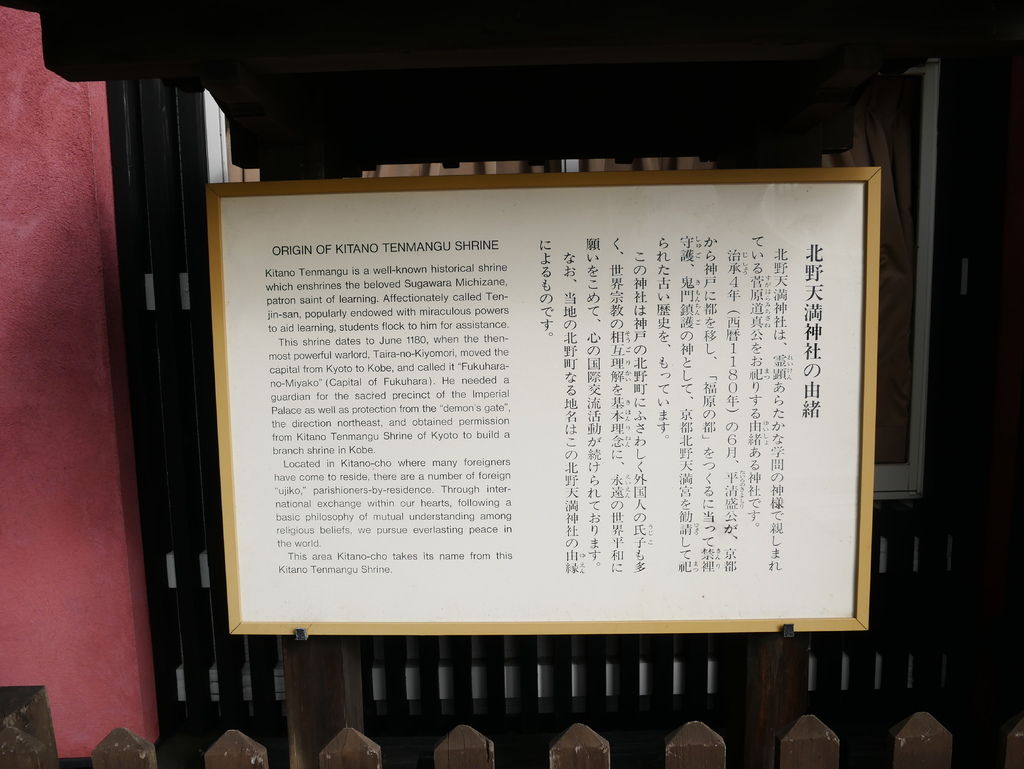 ORIGIN OF KITANO TENMANGU SHRINE
Kitano Tenmangu is a well-known historical shrine
which enshrines the beloved Sugawara Michizane,
patron saint of learning. Affectionately called Ten-
jin-san, popularly endowed with miraculous powers
to aid learning, students flock to him for assistance.
This shrine dates to June 1180, when the then-
most powerful warlord, Taira-no-Kiyomori, moved the
capital from Kyoto to Kobe, and called it "Fukuhara-
no-Miyako" (Capital of Fukuhara). He needed a
guardian for the sacred precinct of the Imperial
Palace as well as protection from the "demon's gate",
the direction northeast, and obtained permission
from Kitano Tenmangu Shrine of Kyoto to build a
branch shrine in Kobe.
Located in Kitano-cho where many foreigners
have come to reside, there are a number of foreign
"ujiko," parishioners-by-residence. Through inter-
national exchange within our hearts, following a
basic philosophy of mutual understanding among
religious beliefs, we pursue everlasting peace in
the world.
This area Kitano-cho takes its name from this
Kitano Tenmangu Shrine.
北野天満神社の由緒
北野天満神社は、霊顕あらたかな学問の神様で親しまれ
ている菅原道真公をお祀りする由緒ある神社です。
治承4年（西暦1180年）の6月、平清盛公が、京都
から神戸に都を移し、「福原の都」をつくるに当って禁裡
守護、鬼門鎮護の神として、京都北野天満宮を勧請して祀
られた古い歴史を、もっています。
この神社は神戸の北野町にふさわしく外国人の氏子も多
く、世界宗教の相互理解を基本理念に、永遠の世界平和に
願いをこめて、心の国際交流活動が続けられております。
なお、当地の北野町なる地名はこの北野天満神社の由縁
によるものです。